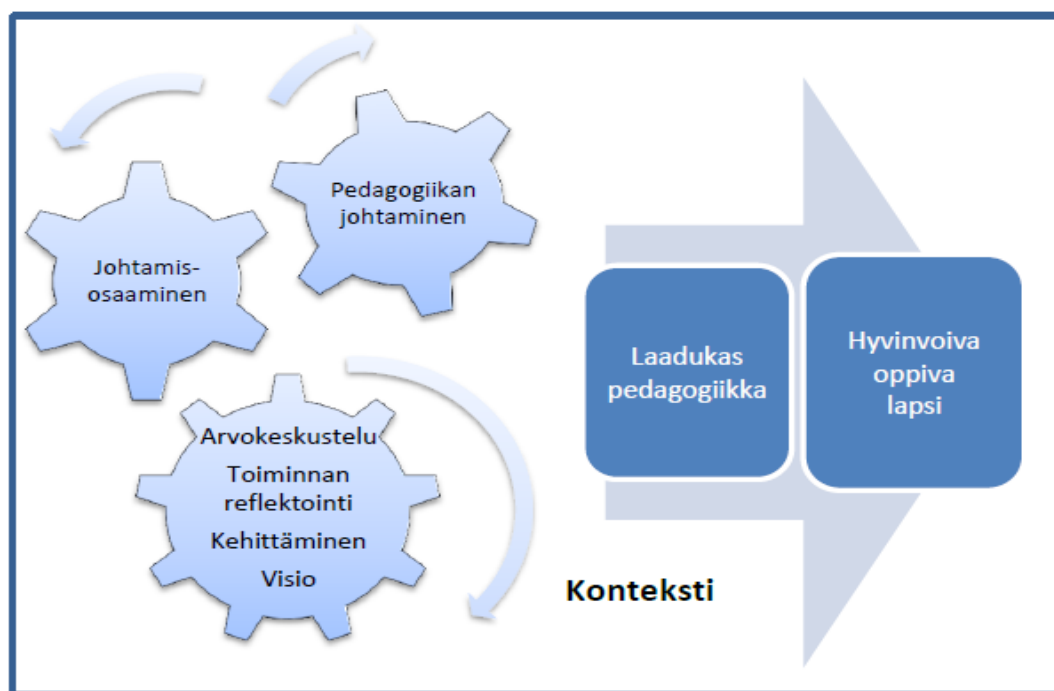 Pedagogiikan
johtaminen
Johtamis-
osaaminen
Arvokeskustelu
Toiminnan
reflektointi
Kehittäminen
Visio
Laadukas
pedagogiikka
Hyvinvoiva
oppiva
lapsi
Konteksti